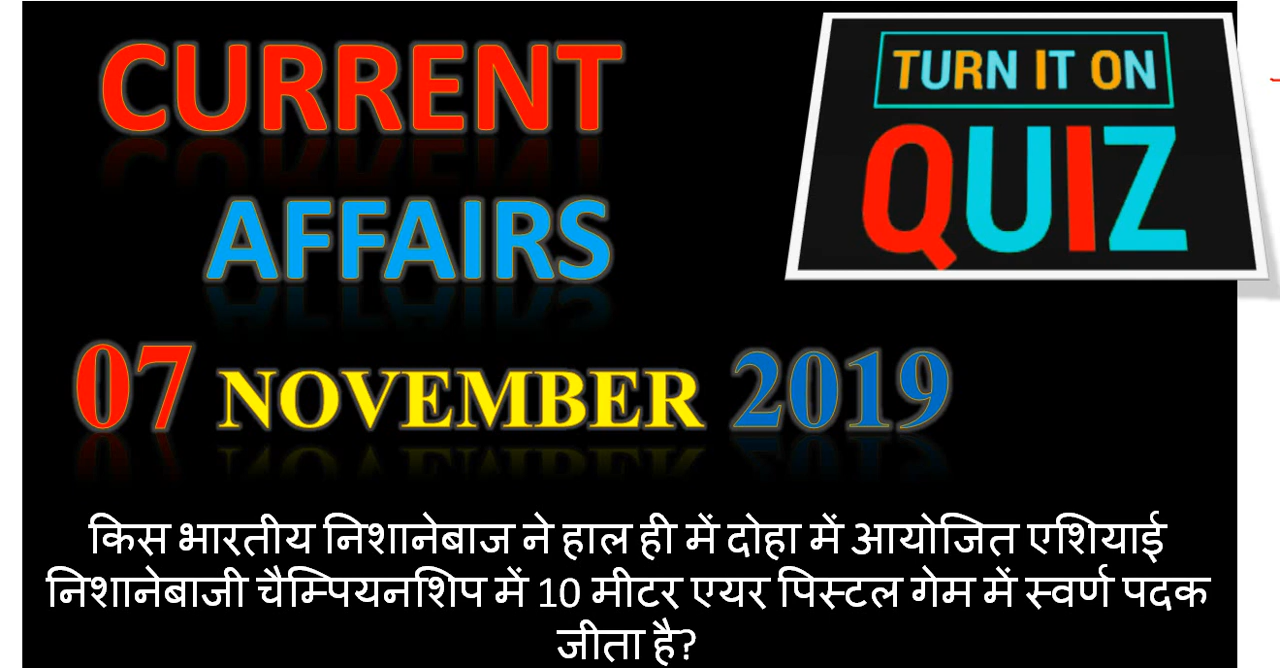 CURRENT
AFFAIRS
TURN IT ON
QUIZ
07 NOVEMBER 2019
किस भारतीय निशानेबाज ने हाल ही में दोहा में आयोजित एशियाई
निशानेबाजी चैम्पियनशिप में 10 मीटर एयर पिस्टल गेम में स्वर्ण पदक
जीता है?